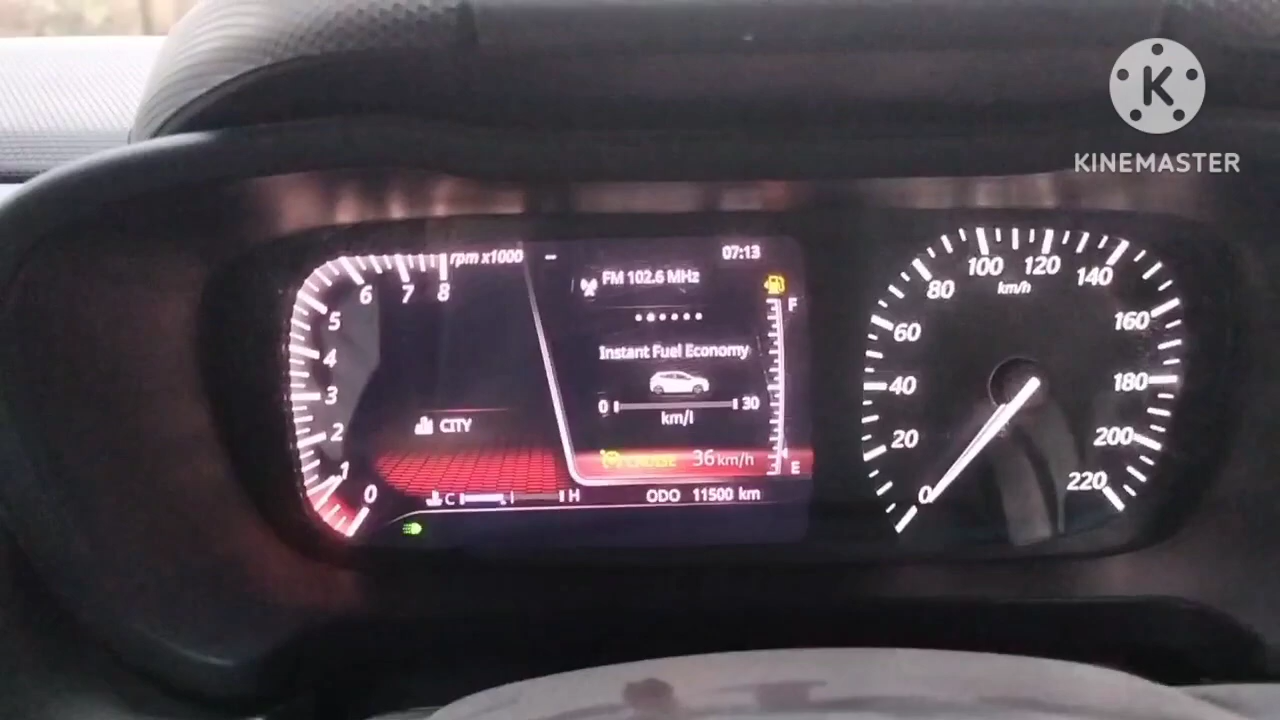 K
KINEMASTER
rpm x1000
0
1
2
3
4
5
6
7
8
CITY
C H
07:13
FM 102.6 MHz
Instant Fuel Economy
0 30
km/l
CRUISE 36 km/h
ODO 11500 km
F
E
0
20
40
60
80
100
120
140
160
180
200
220
km/h